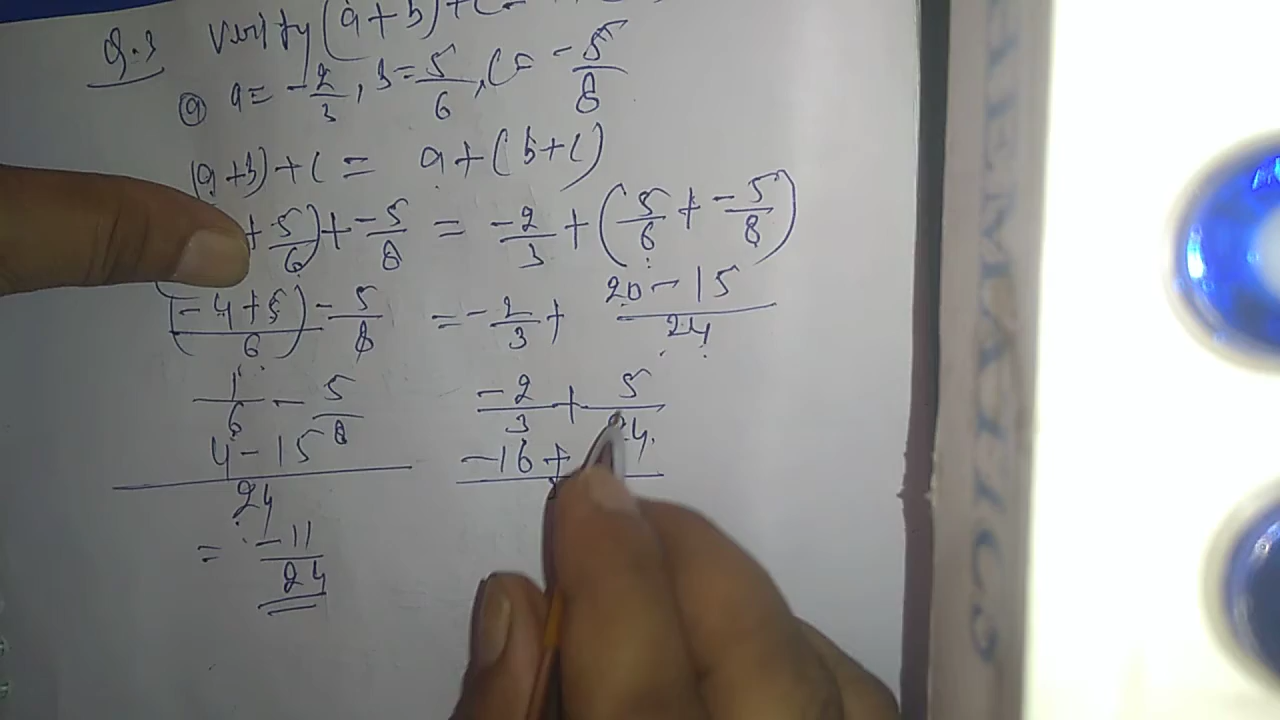 Q.3 Verify (a+b)+c=
(a) a= -2/3, b=5/6, c= -5/8
(a+b)+c = a+(b+c)
+5/6)+-5/8 = -2/3+(5/6+-5/8)
(-4+5)/6-5/8 =-2/3+ 20-15/24
1/6-5/8 -2/3+5/24
4-15/24 -16+
= -11/24
MATICS